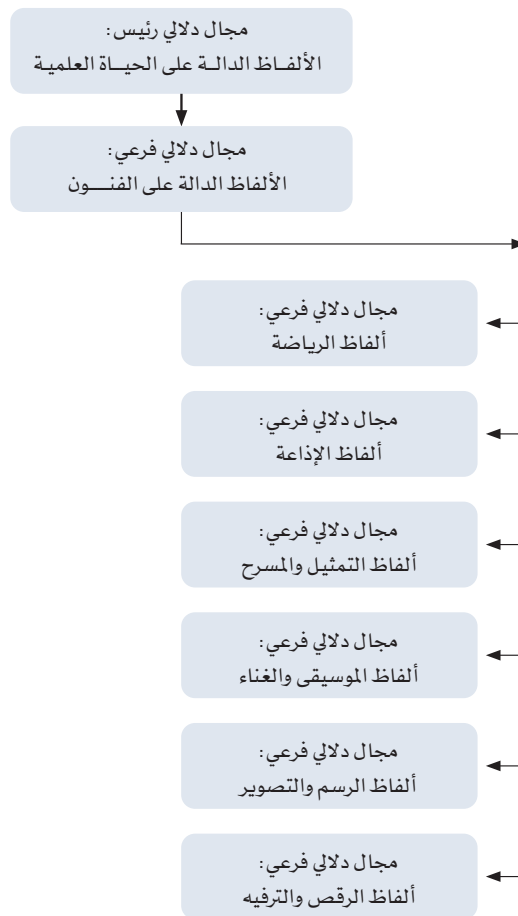 مجال دلالي رئيس:
الألفاظ الدالة على الحياة العلمية
مجال دلالي فرعي:
الألفاظ الدالة على الفنون
مجال دلالي فرعي:
ألفاظ الرياضة
مجال دلالي فرعي:
ألفاظ الإذاعة
مجال دلالي فرعي:
ألفاظ التمثيل والمسرح
مجال دلالي فرعي:
ألفاظ الموسيقى والغناء
مجال دلالي فرعي:
ألفاظ الرسم والتصوير
مجال دلالي فرعي:
ألفاظ الرقص والترفيه